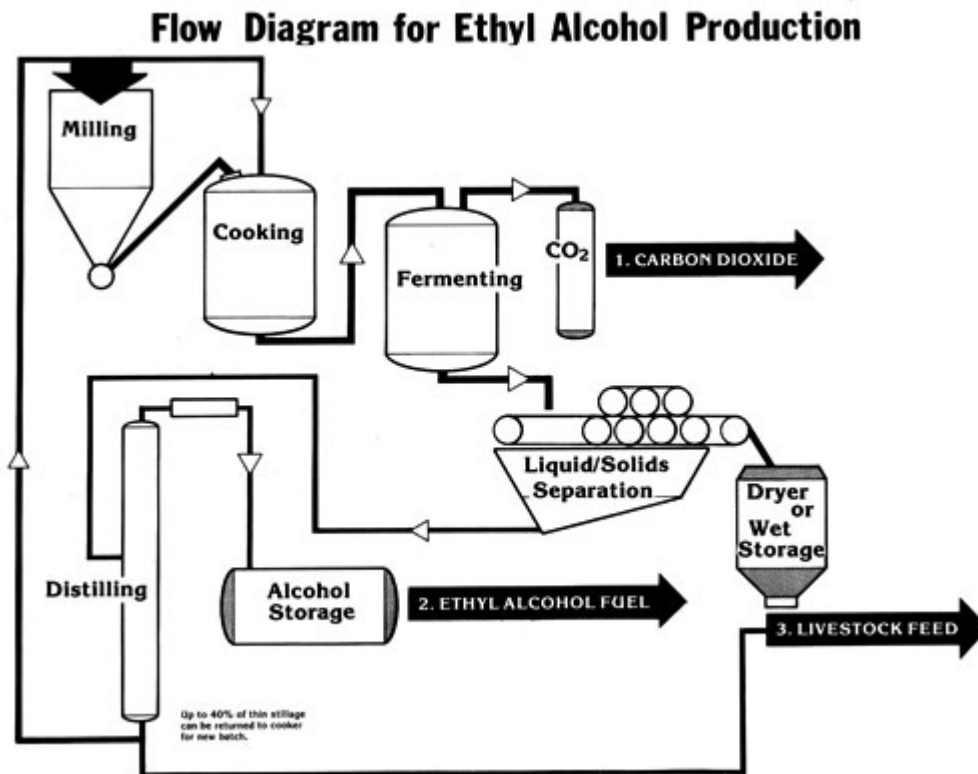 Flow Diagram for Ethyl Alcohol Production
Milling
Cooking
Fermenting
CO₂
1. CARBON DIOXIDE
Liquid/Solids
Separation
Dryer
or
Wet
Storage
Distilling
Alcohol
Storage
2. ETHYL ALCOHOL FUEL
3. LIVESTOCK FEED
Up to 40% of thin stillage
can be returned to cooker
for new batch.